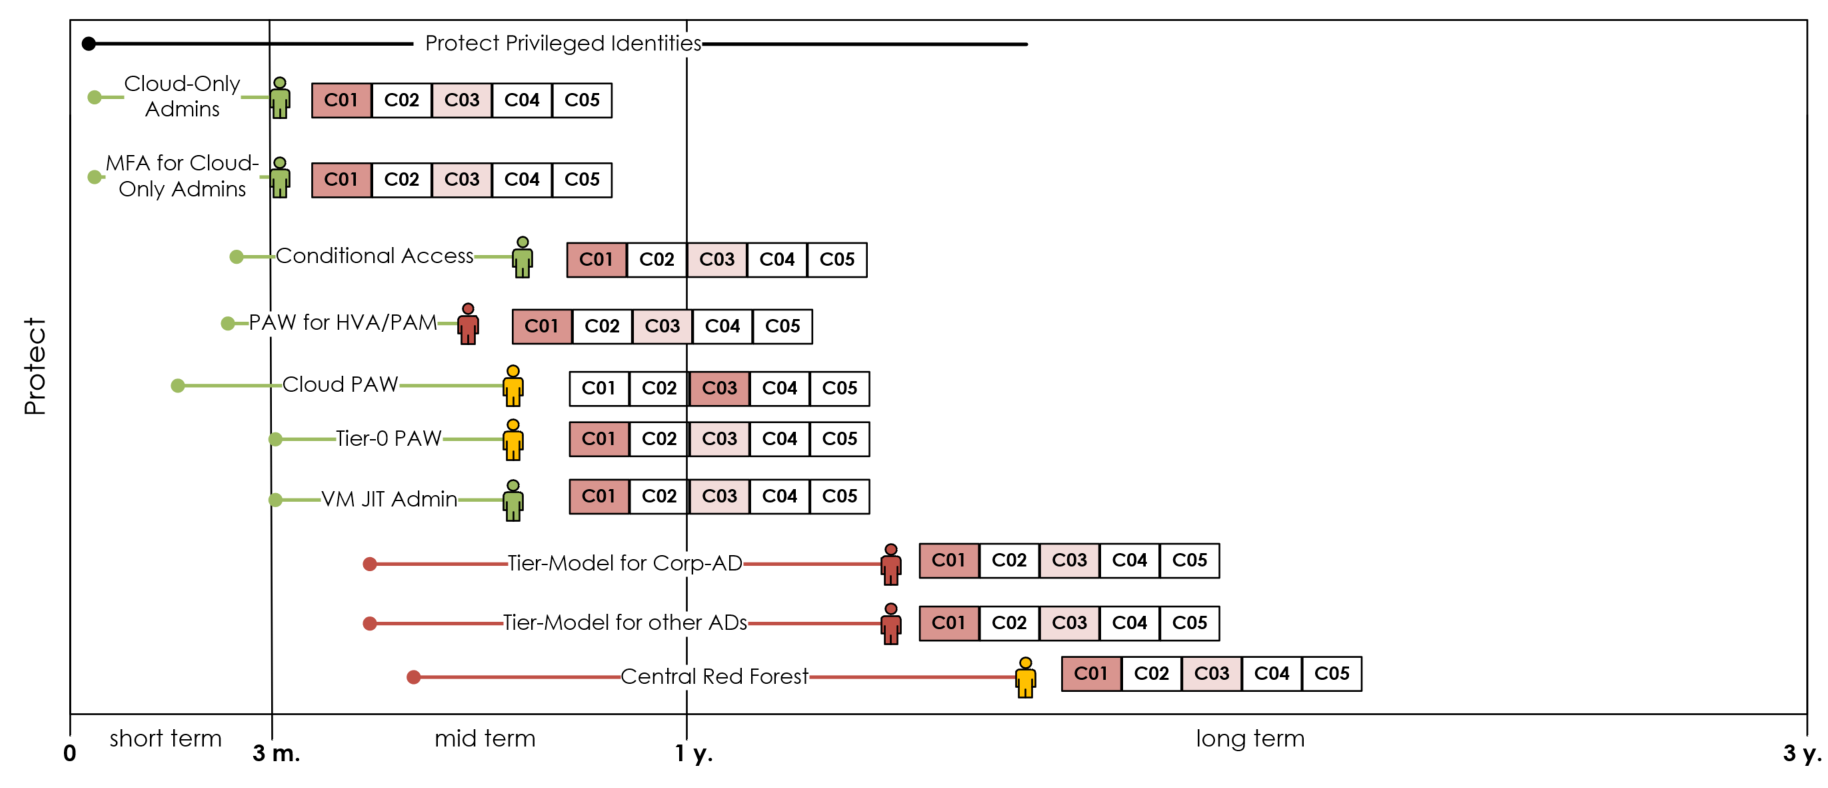 Protect Privileged Identities
Cloud-Only
Admins
C01 C02 C03 C04 C05
MFA for Cloud-
Only Admins
C01 C02 C03 C04 C05
Conditional Access
C01 C02 C03 C04 C05
PAW for HVA/PAM
C01 C02 C03 C04 C05
Cloud PAW
C01 C02 C03 C04 C05
Tier-0 PAW
C01 C02 C03 C04 C05
VM JIT Admin
C01 C02 C03 C04 C05
Tier-Model for Corp-AD
C01 C02 C03 C04 C05
Tier-Model for other ADs
C01 C02 C03 C04 C05
Central Red Forest
C01 C02 C03 C04 C05
Protect
short term mid term long term
0 3 m. 1 y. 3 y.